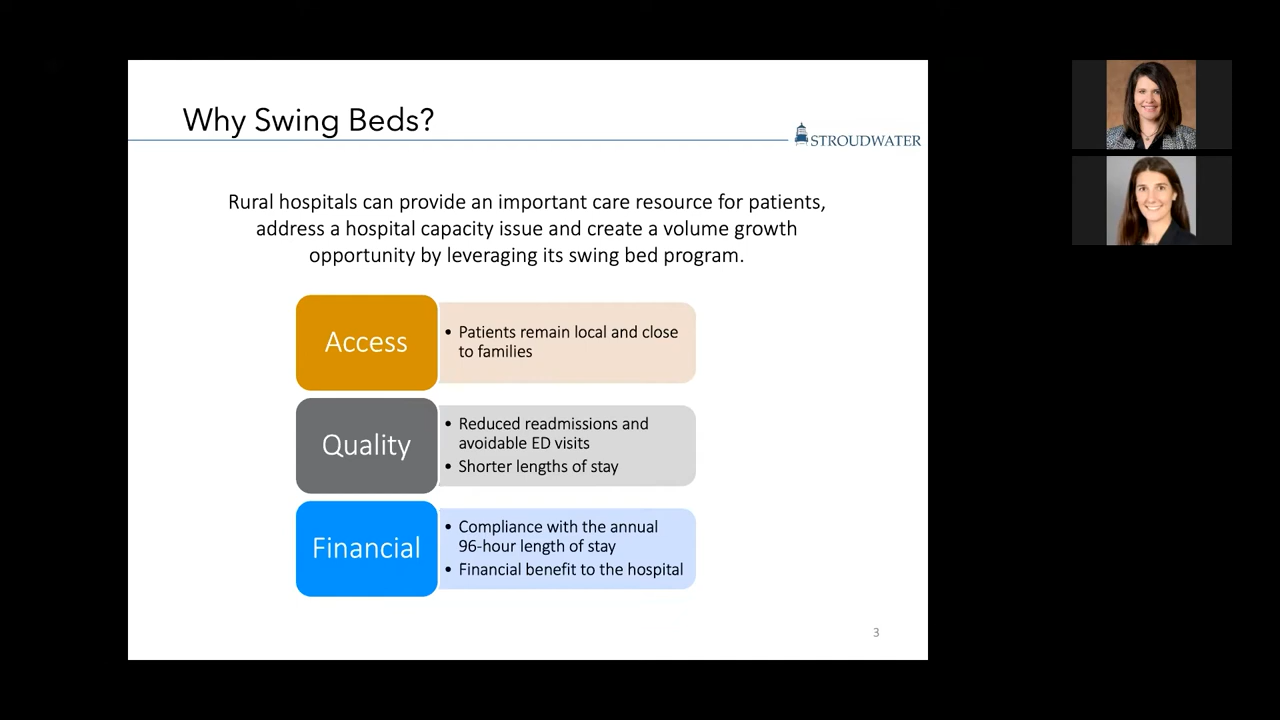 Why Swing Beds?
STROUDWATER
Rural hospitals can provide an important care resource for patients,
address a hospital capacity issue and create a volume growth
opportunity by leveraging its swing bed program.
Access
• Patients remain local and close
to families
Quality
• Reduced readmissions and
avoidable ED visits
• Shorter lengths of stay
Financial
• Compliance with the annual
96-hour length of stay
• Financial benefit to the hospital
3